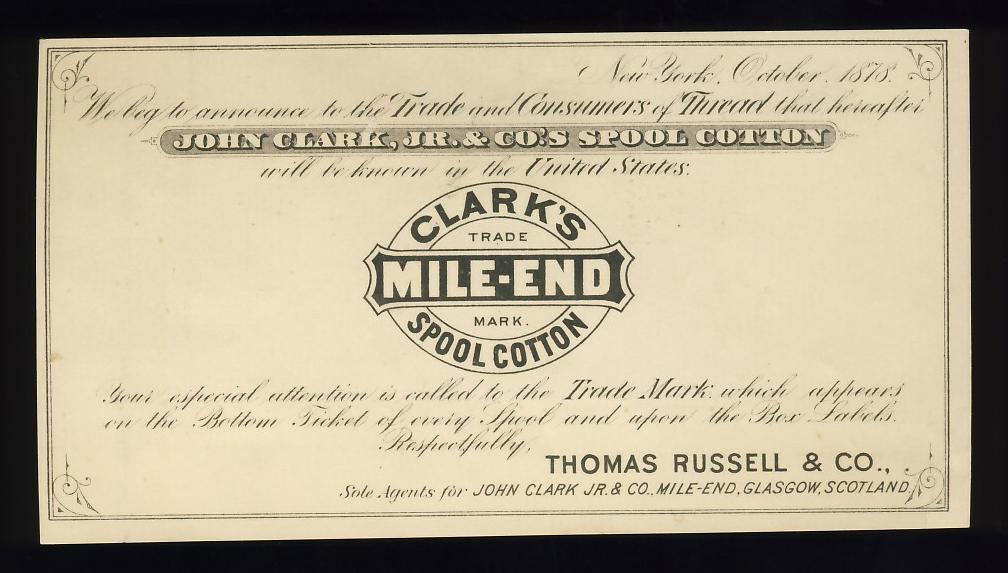 New York, October, 1878.
We beg to announce to the Trade and Consumers of Thread that hereafter
JOHN CLARK, JR. & CO'S. SPOOL COTTON
will be known in the United States.
CLARK'S
TRADE
MILE-END
MARK.
SPOOL COTTON
Your especial attention is called to the Trade Mark which appears
on the Bottom Ticket of every Spool and upon the Box Labels.
Respectfully,
THOMAS RUSSELL & CO.,
Sole Agents for JOHN CLARK JR. & CO., MILE-END, GLASGOW, SCOTLAND.